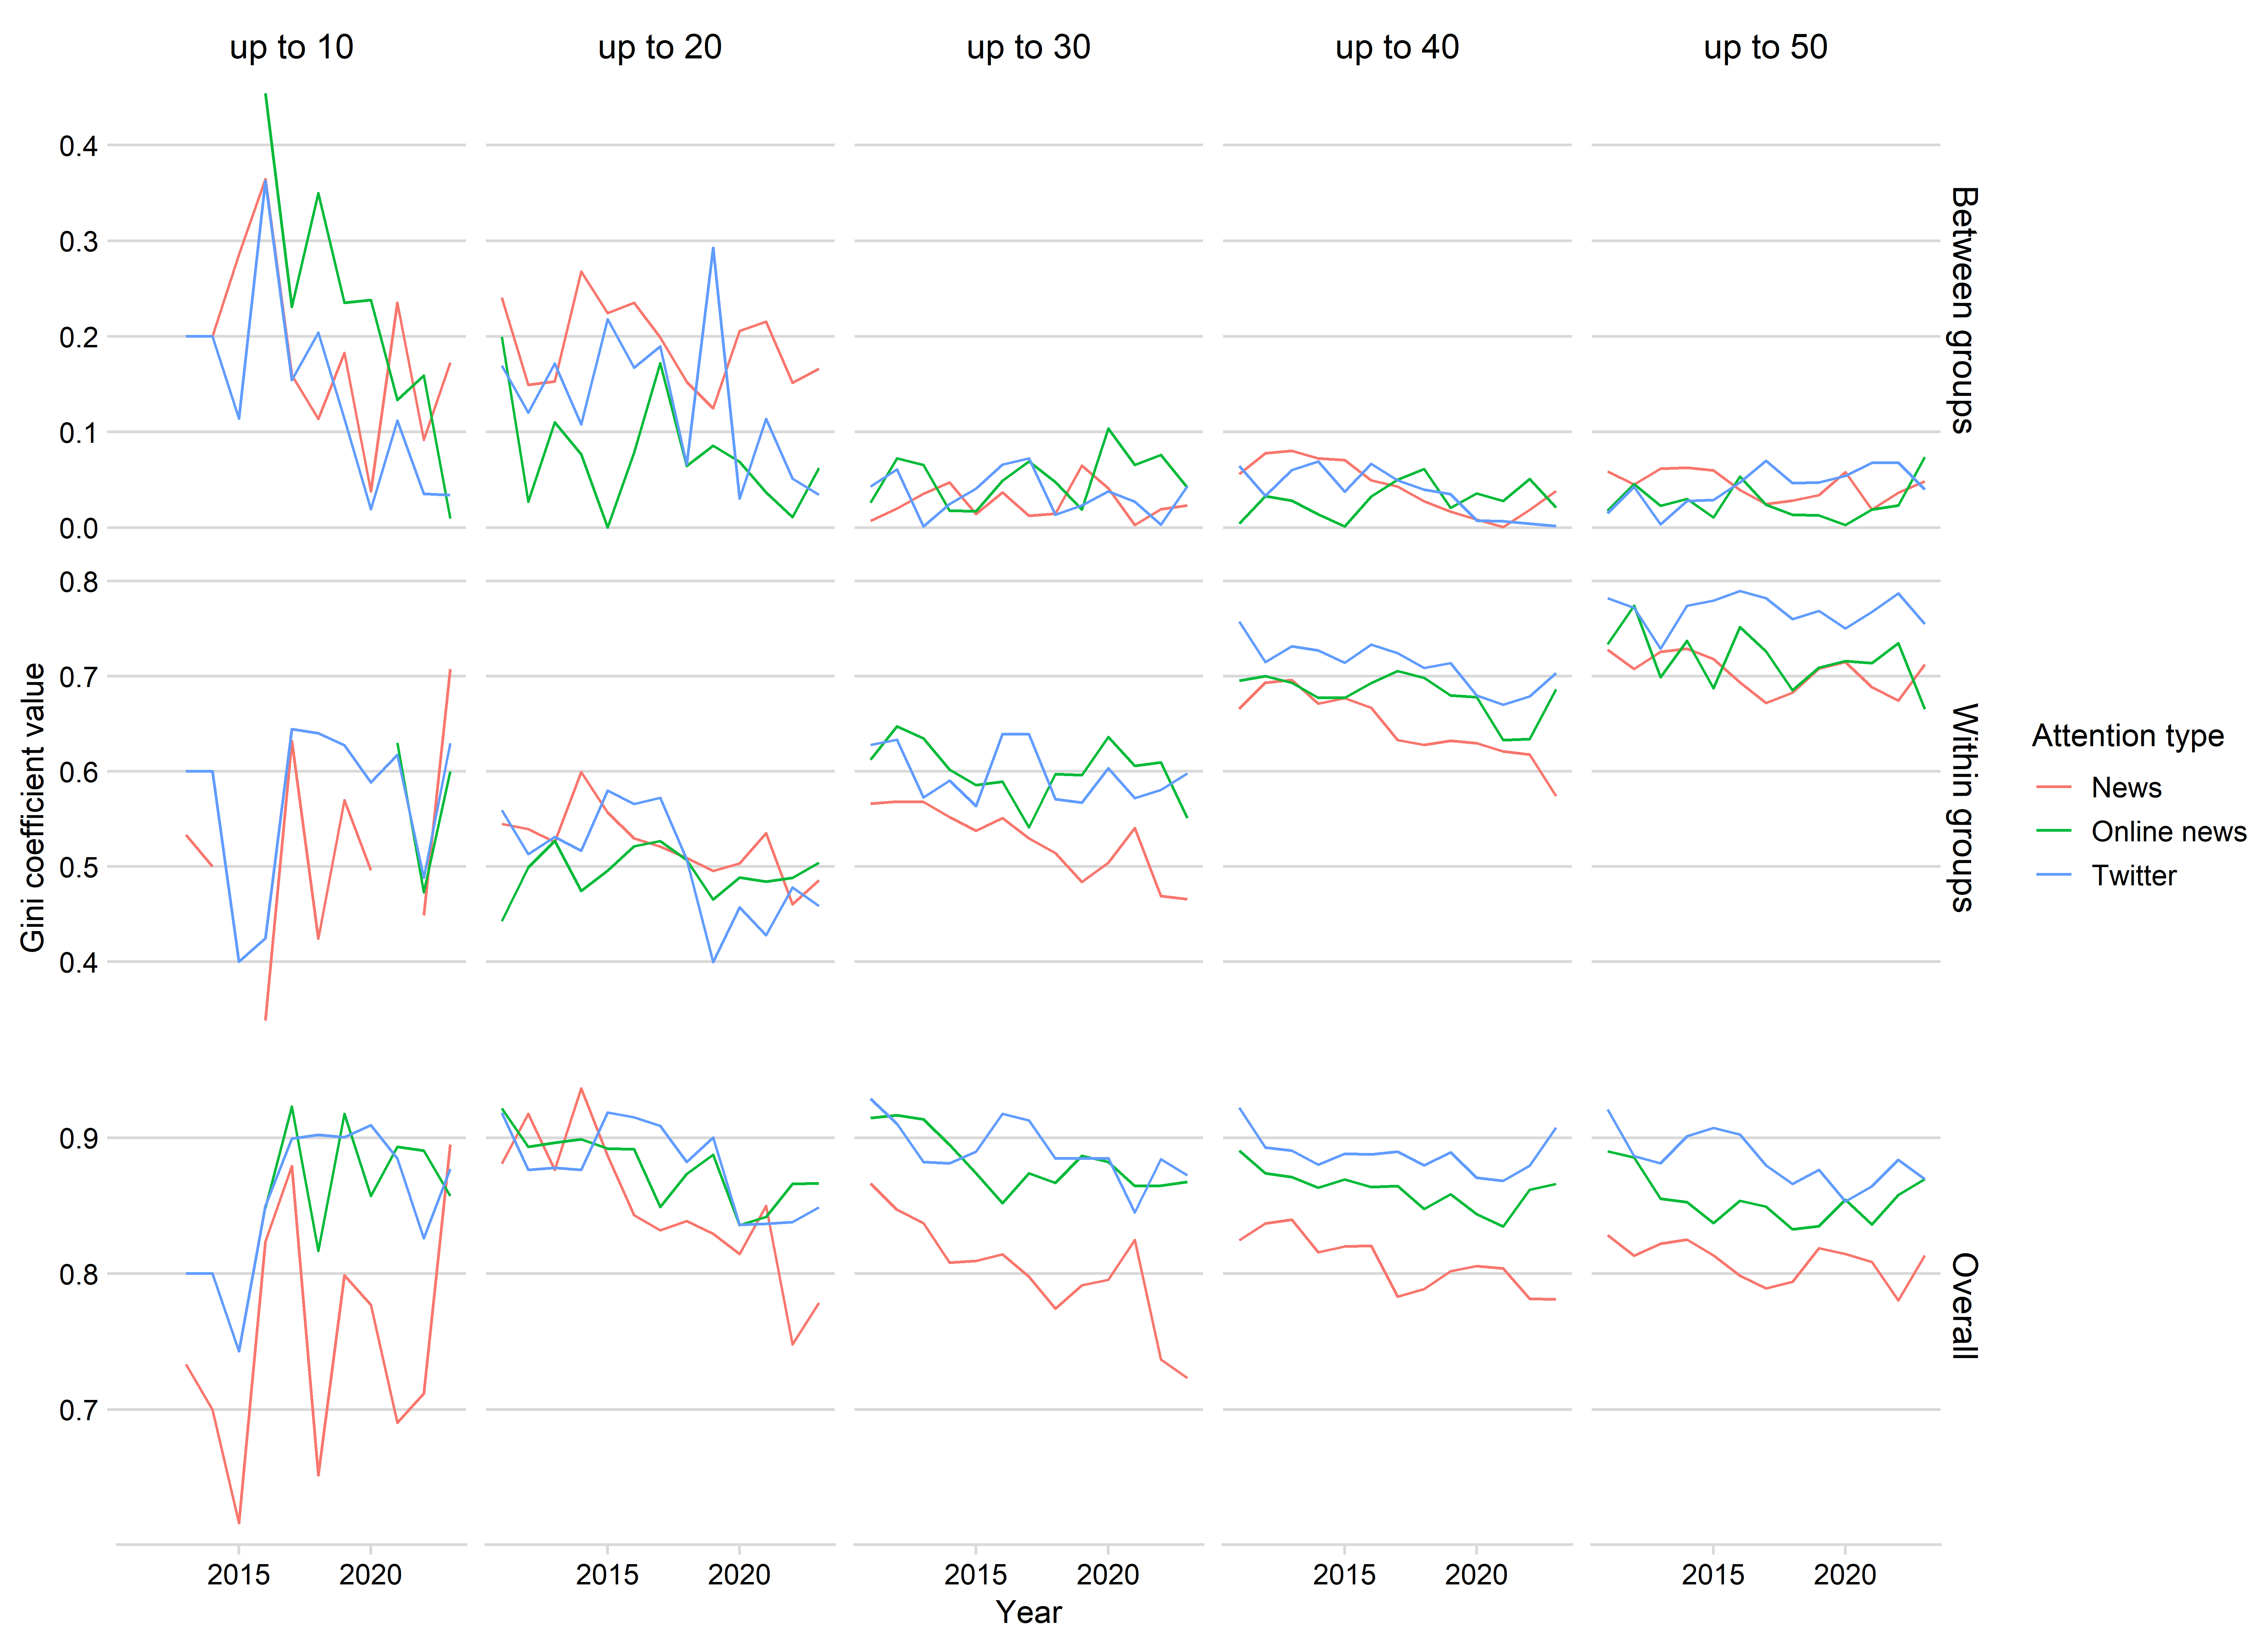 up to 10 up to 20 up to 30 up to 40 up to 50
0.4
0.3
0.2
0.1
0.0
Between groups
0.8
0.7
0.6
0.5
0.4
Within groups
0.9
0.8
0.7
Overall
Gini coefficient value
2015 2020 2015 2020 2015 2020 2015 2020 2015 2020
Year
Attention type
News
Online news
Twitter